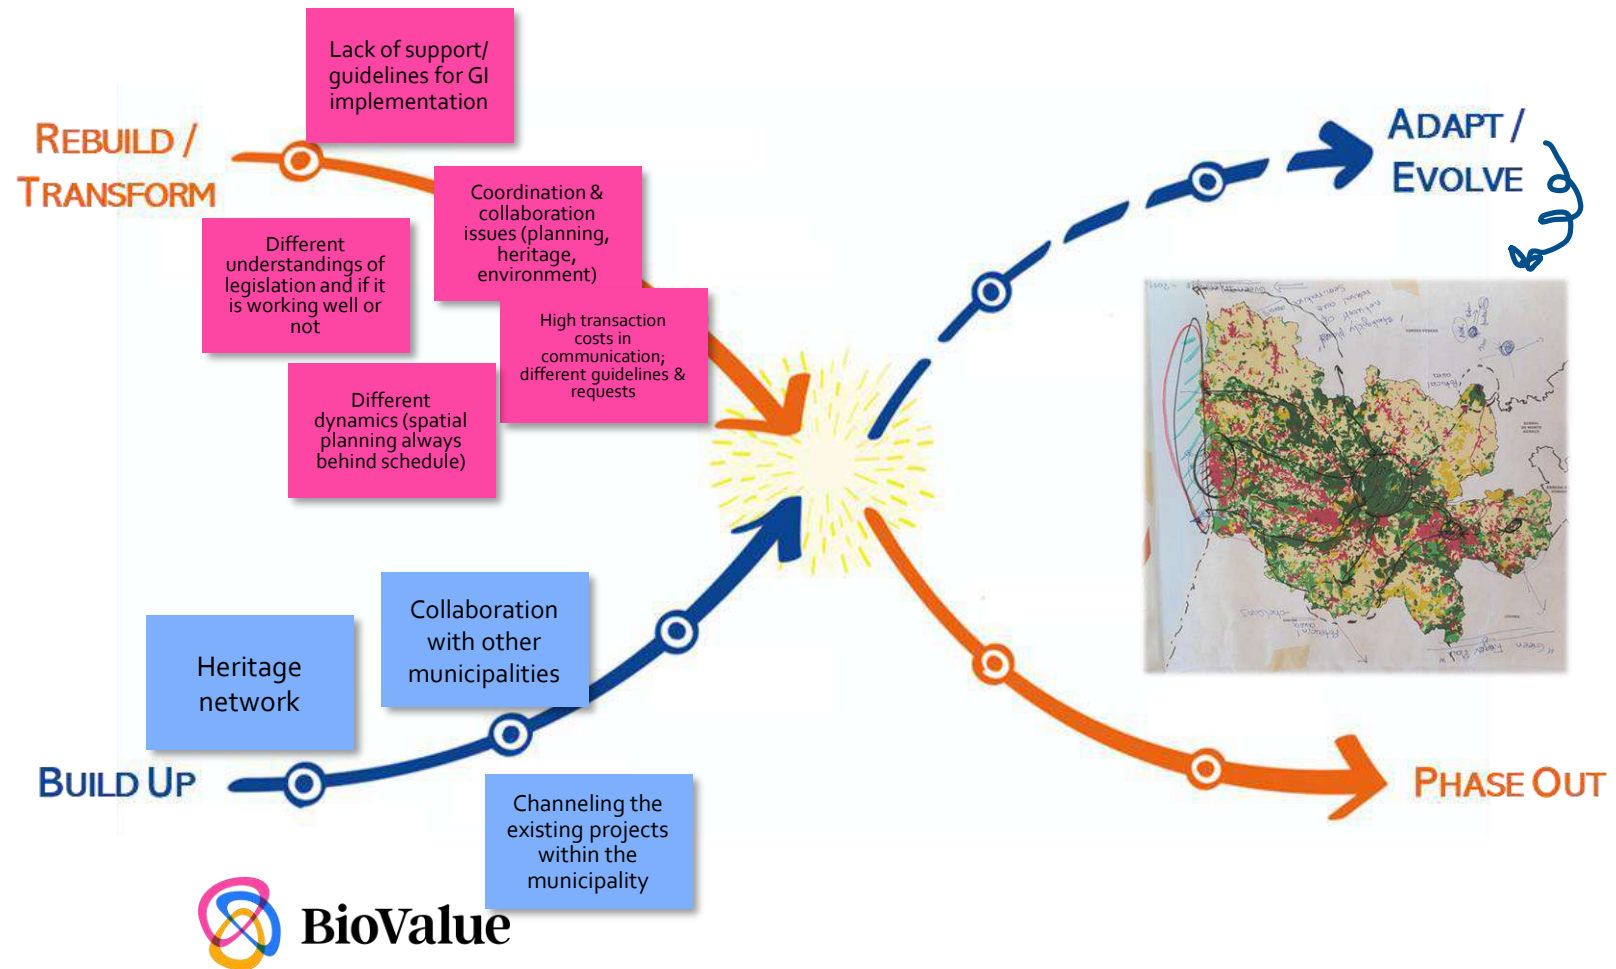 Lack of support/
guidelines for GI
implementation
REBUILD /
TRANSFORM
Coordination &
collaboration
issues (planning,
heritage,
environment)
Different
understandings of
legislation and if it
is working well or
not
High transaction
costs in
communication;
different guidelines &
requests
Different
dynamics (spatial
planning always
behind schedule)
ADAPT /
EVOLVE
Heritage
network
Collaboration
with other
municipalities
BUILD UP
Channeling the
existing projects
within the
municipality
PHASE OUT
BioValue